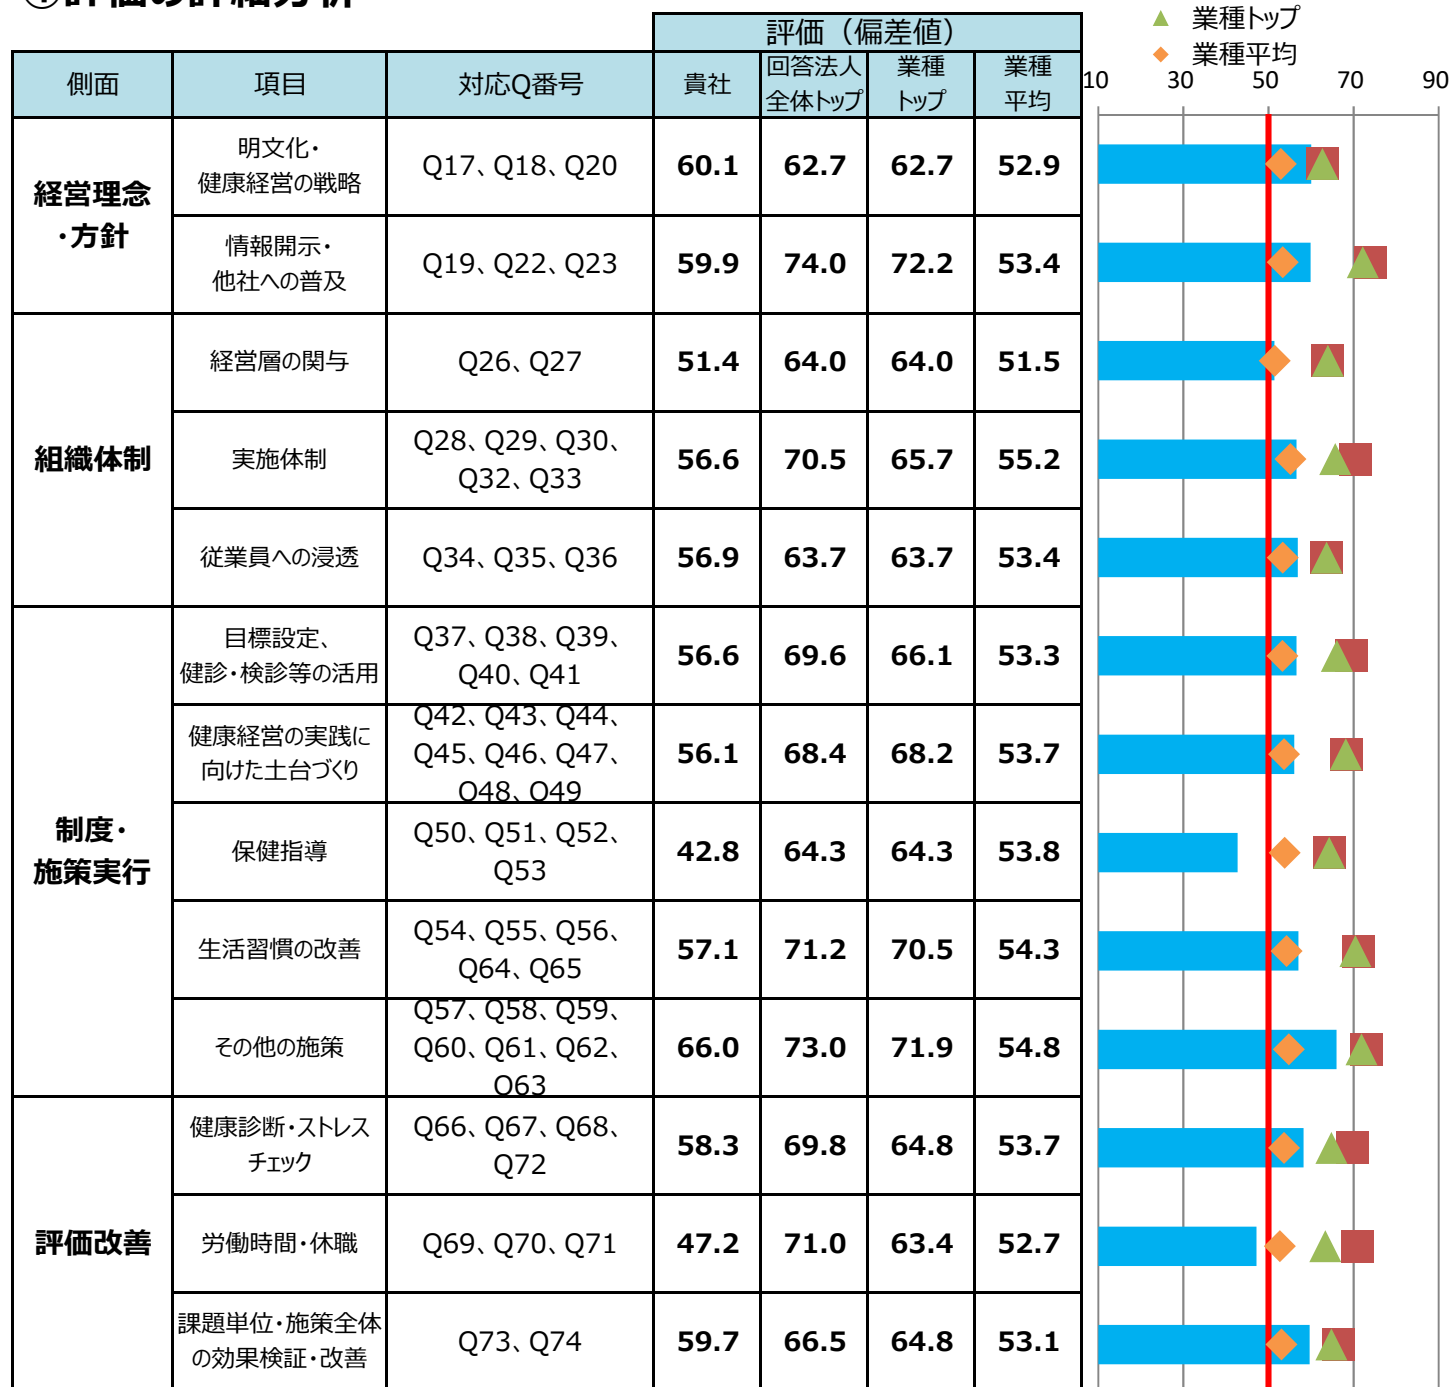 ①評価の詳細分析
▲ 業種トップ
◆ 業種平均
評価（偏差値）
側面 項目 対応Q番号 貴社 回答法人 業種 業種
全体トップ トップ 平均
10 30 50 70 90
経営理念
・方針
明文化・
健康経営の戦略
Q17、Q18、Q20
60.1 62.7 62.7 52.9
情報開示・
他社への普及
Q19、Q22、Q23
59.9 74.0 72.2 53.4
組織体制
経営層の関与
Q26、Q27
51.4 64.0 64.0 51.5
実施体制
Q28、Q29、Q30、
Q32、Q33
56.6 70.5 65.7 55.2
従業員への浸透
Q34、Q35、Q36
56.9 63.7 63.7 53.4
制度・
施策実行
目標設定、
健診・検診等の活用
Q37、Q38、Q39、
Q40、Q41
56.6 69.6 66.1 53.3
健康経営の実践に
向けた土台づくり
Q42、Q43、Q44、
Q45、Q46、Q47、
Q48、Q49
56.1 68.4 68.2 53.7
保健指導
Q50、Q51、Q52、
Q53
42.8 64.3 64.3 53.8
生活習慣の改善
Q54、Q55、Q56、
Q64、Q65
57.1 71.2 70.5 54.3
その他の施策
Q57、Q58、Q59、
Q60、Q61、Q62、
Q63
66.0 73.0 71.9 54.8
評価改善
健康診断・ストレス
チェック
Q66、Q67、Q68、
Q72
58.3 69.8 64.8 53.7
労働時間・休職
Q69、Q70、Q71
47.2 71.0 63.4 52.7
課題単位・施策全体
の効果検証・改善
Q73、Q74
59.7 66.5 64.8 53.1